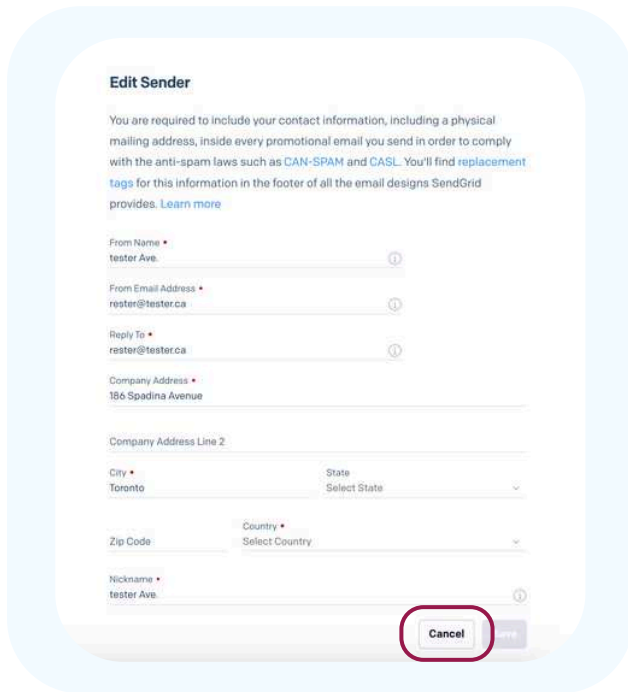 Edit Sender
You are required to include your contact information, including a physical
mailing address, inside every promotional email you send in order to comply
with the anti-spam laws such as CAN-SPAM and CASL. You'll find replacement
tags for this information in the footer of all the email designs SendGrid
provides. Learn more
From Name •
tester Ave.
From Email Address •
rester@tester.ca
Reply To •
rester@tester.ca
Company Address •
186 Spadina Avenue
Company Address Line 2
City •
Toronto
State
Select State
Zip Code
Country •
Select Country
Nickname •
tester Ave.
Cancel